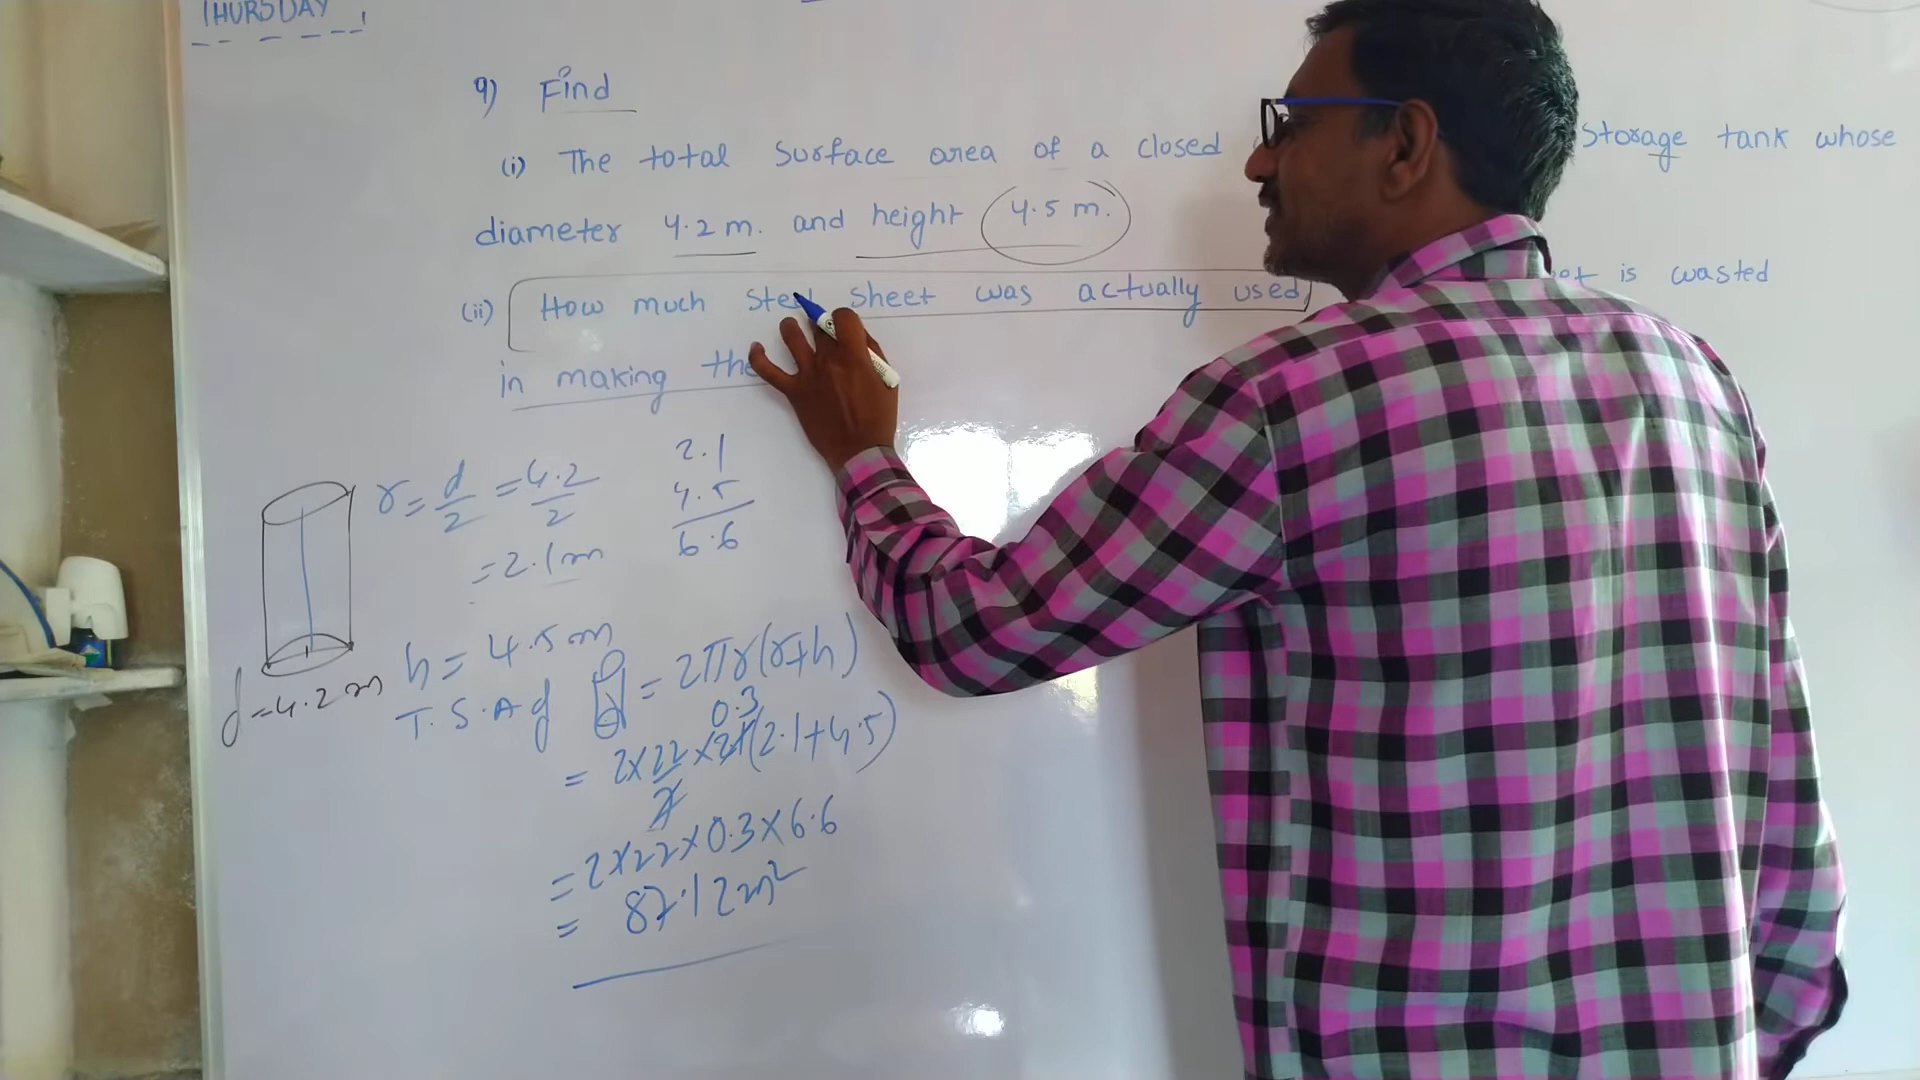 THURSDAY
9) Find
(i) The total surface area of a closed storage tank whose
diameter 4.2 m. and height 4.5 m.
(ii) How much steel sheet was actually used, is wasted
in making the
r = d/2 = 4.2/2
= 2.1 m
2.1
4.5
6.6
d = 4.2 m
h = 4.5 m
T.S.A of = 2πr(r+h)
0.3
= 2×22/7×2.1(2.1+4.5)
= 2×22×0.3×6.6
= 87.12 m²